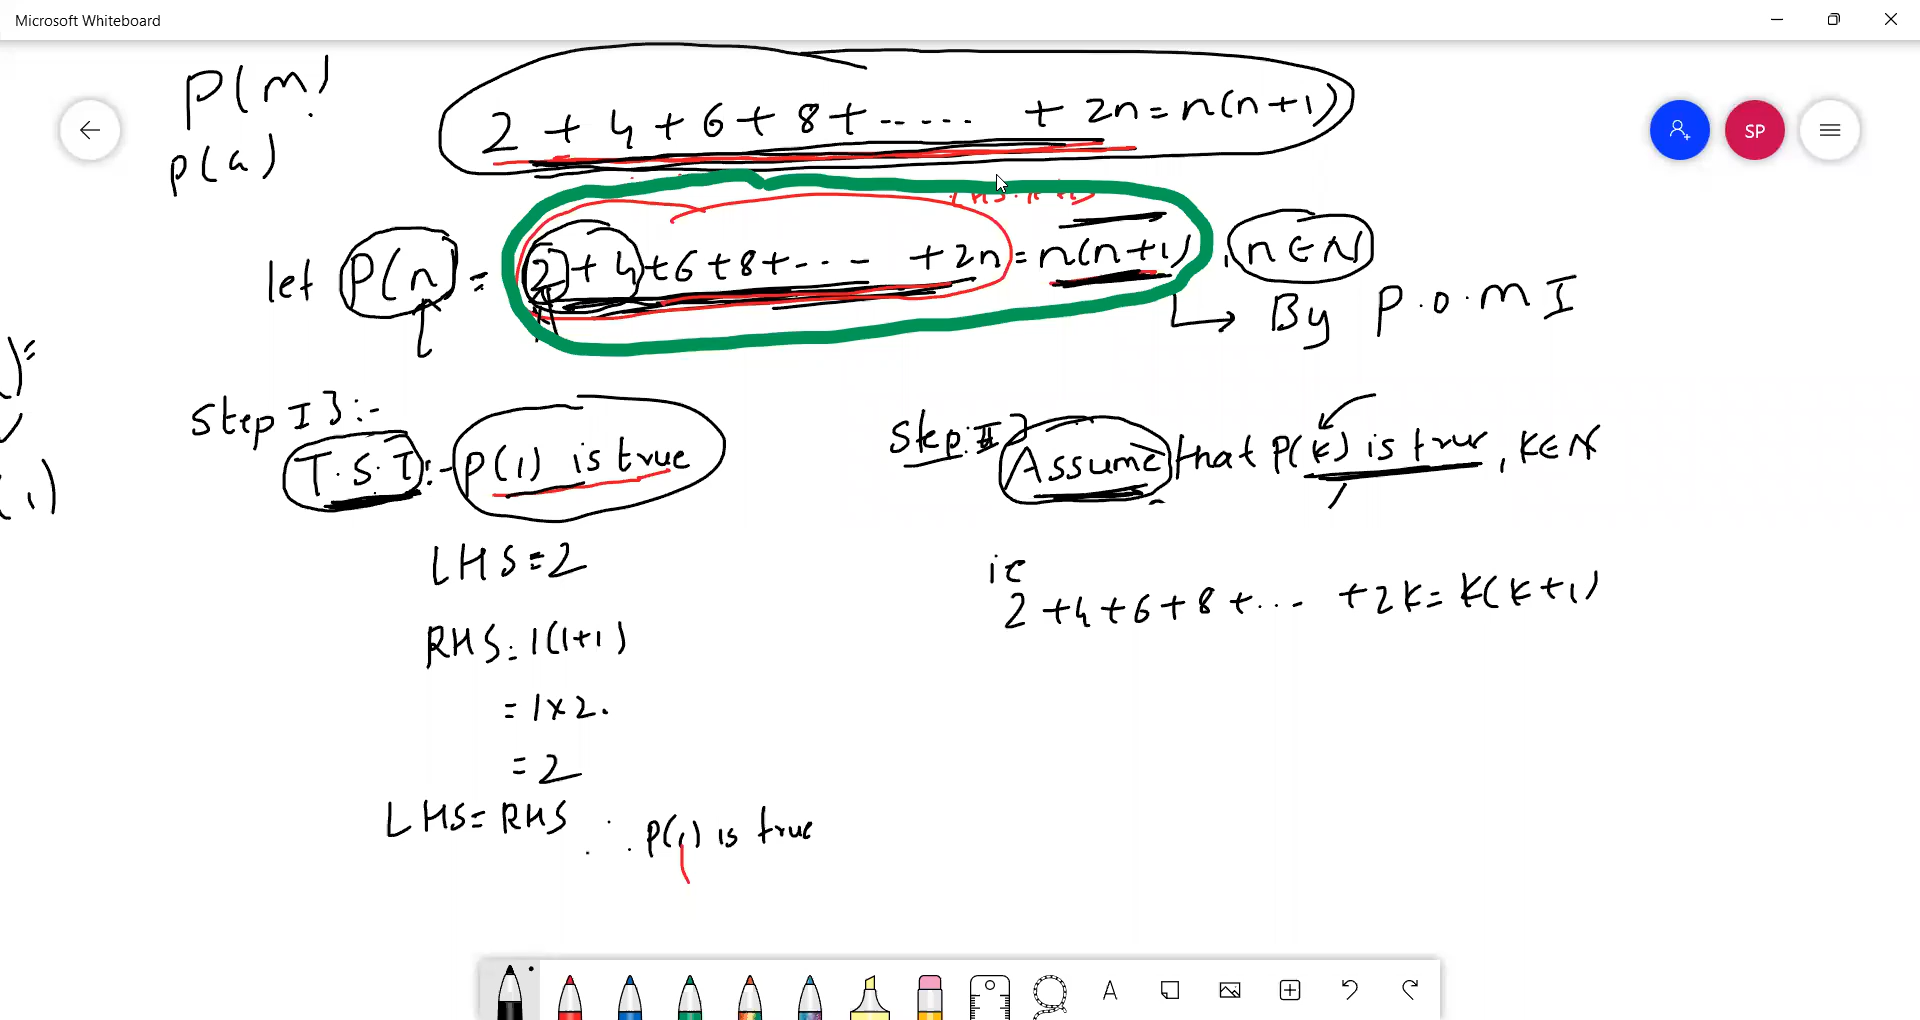 Microsoft Whiteboard
P(m)
P(a)
2 + 4 + 6 + 8 + ..... + 2n = n(n+1)
SP
let P(n) = 2 + 4 + 6 + 8 + ... + 2n = n(n+1), n∈N
By P.O.M I
Step I}:-
T.S.T :- P(1) is true
LHS = 2
RHS = 1(1+1)
= 1 × 2.
= 2
LHS = RHS ∴ P(1) is true
Step: II}
Assume that P(k) is true, K∈N
ie
2 + 4 + 6 + 8 + ... + 2k = k(k+1)
A